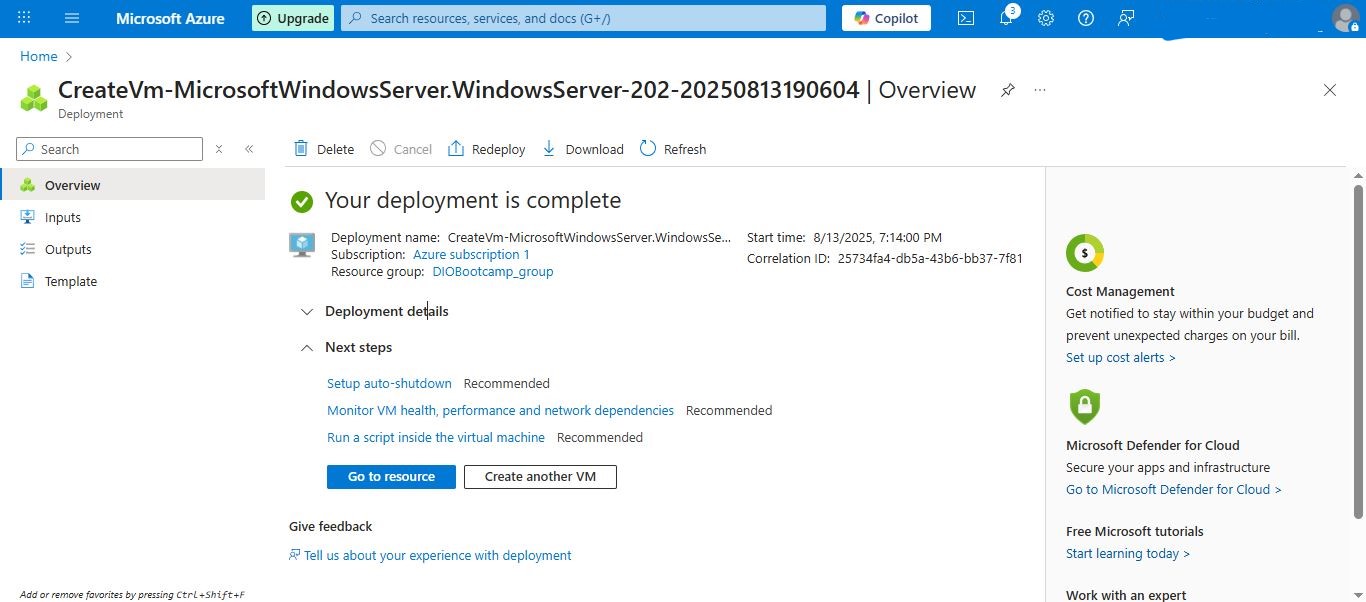 Microsoft Azure
Upgrade
Search resources, services, and docs (G+/)
Copilot
3
Home >
CreateVm-MicrosoftWindowsServer.WindowsServer-202-20250813190604 | Overview
Deployment
Search
Delete
Cancel
Redeploy
Download
Refresh
Overview
Inputs
Outputs
Template
Your deployment is complete
Deployment name: CreateVm-MicrosoftWindowsServer.WindowsSe...
Subscription: Azure subscription 1
Resource group: DIOBootcamp_group
Start time: 8/13/2025, 7:14:00 PM
Correlation ID: 25734fa4-db5a-43b6-bb37-7f81
Deployment details
Next steps
Setup auto-shutdown Recommended
Monitor VM health, performance and network dependencies Recommended
Run a script inside the virtual machine Recommended
Go to resource
Create another VM
Give feedback
Tell us about your experience with deployment
$
Cost Management
Get notified to stay within your budget and
prevent unexpected charges on your bill.
Set up cost alerts >
Microsoft Defender for Cloud
Secure your apps and infrastructure
Go to Microsoft Defender for Cloud >
Free Microsoft tutorials
Start learning today >
Work with an expert
Add or remove favorites by pressing Ctrl+Shift+F